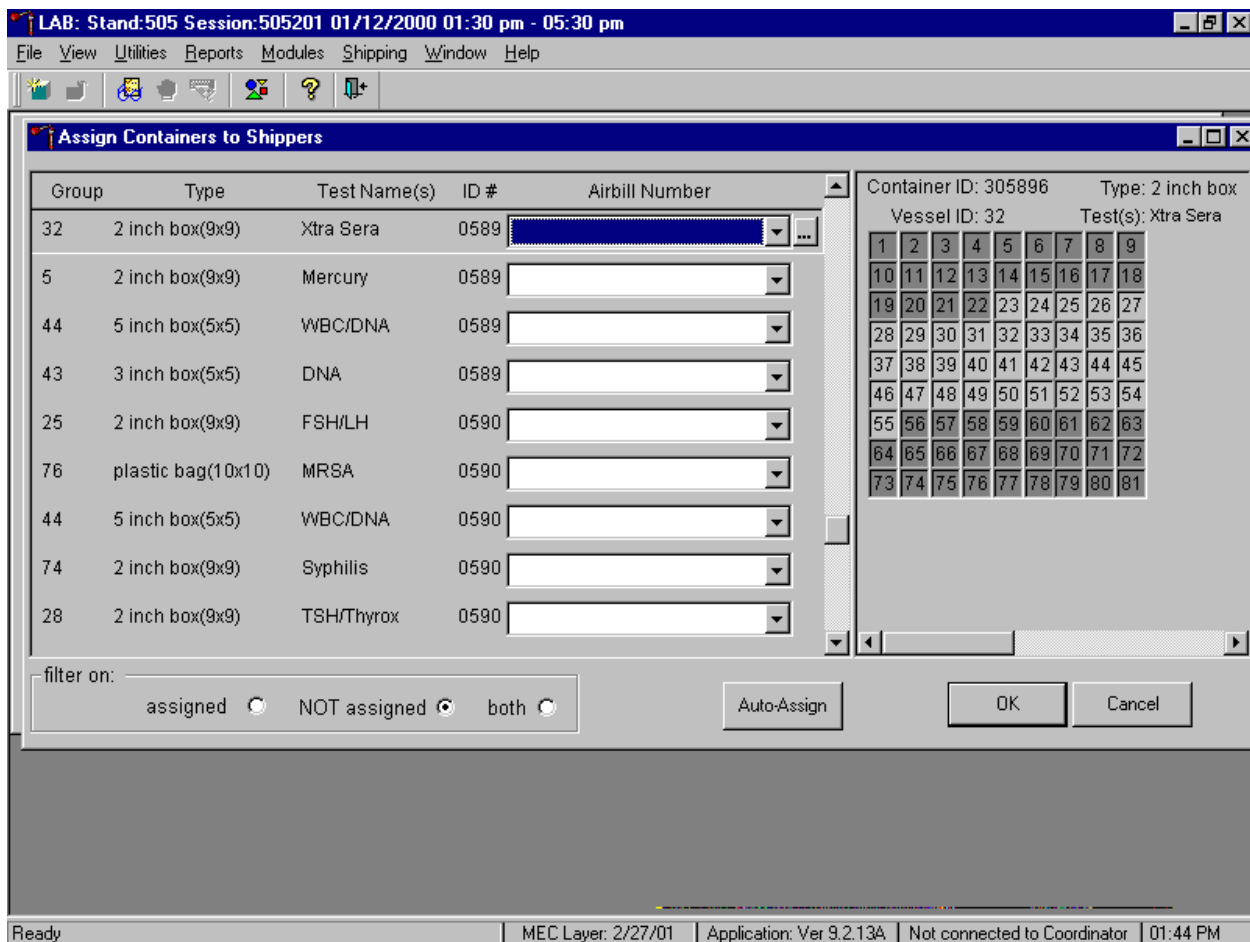 LAB: Stand:505 Session:505201 01/12/2000 01:30 pm - 05:30 pm
File View Utilities Reports Modules Shipping Window Help
Assign Containers to Shippers
Group Type Test Name(s) ID # Airbill Number
32 2 inch box(9x9) Xtra Sera 0589 ...
5 2 inch box(9x9) Mercury 0589
44 5 inch box(5x5) WBC/DNA 0589
43 3 inch box(5x5) DNA 0589
25 2 inch box(9x9) FSH/LH 0590
76 plastic bag(10x10) MRSA 0590
44 5 inch box(5x5) WBC/DNA 0590
74 2 inch box(9x9) Syphilis 0590
28 2 inch box(9x9) TSH/Thyrox 0590
Container ID: 305896 Type: 2 inch box
Vessel ID: 32 Test(s): Xtra Sera
1 2 3 4 5 6 7 8 9
10 11 12 13 14 15 16 17 18
19 20 21 22 23 24 25 26 27
28 29 30 31 32 33 34 35 36
37 38 39 40 41 42 43 44 45
46 47 48 49 50 51 52 53 54
55 56 57 58 59 60 61 62 63
64 65 66 67 68 69 70 71 72
73 74 75 76 77 78 79 80 81
filter on:
assigned NOT assigned both
Auto-Assign OK Cancel
Ready MEC Layer: 2/27/01 Application: Ver 9.2.13A Not connected to Coordinator 01:44 PM